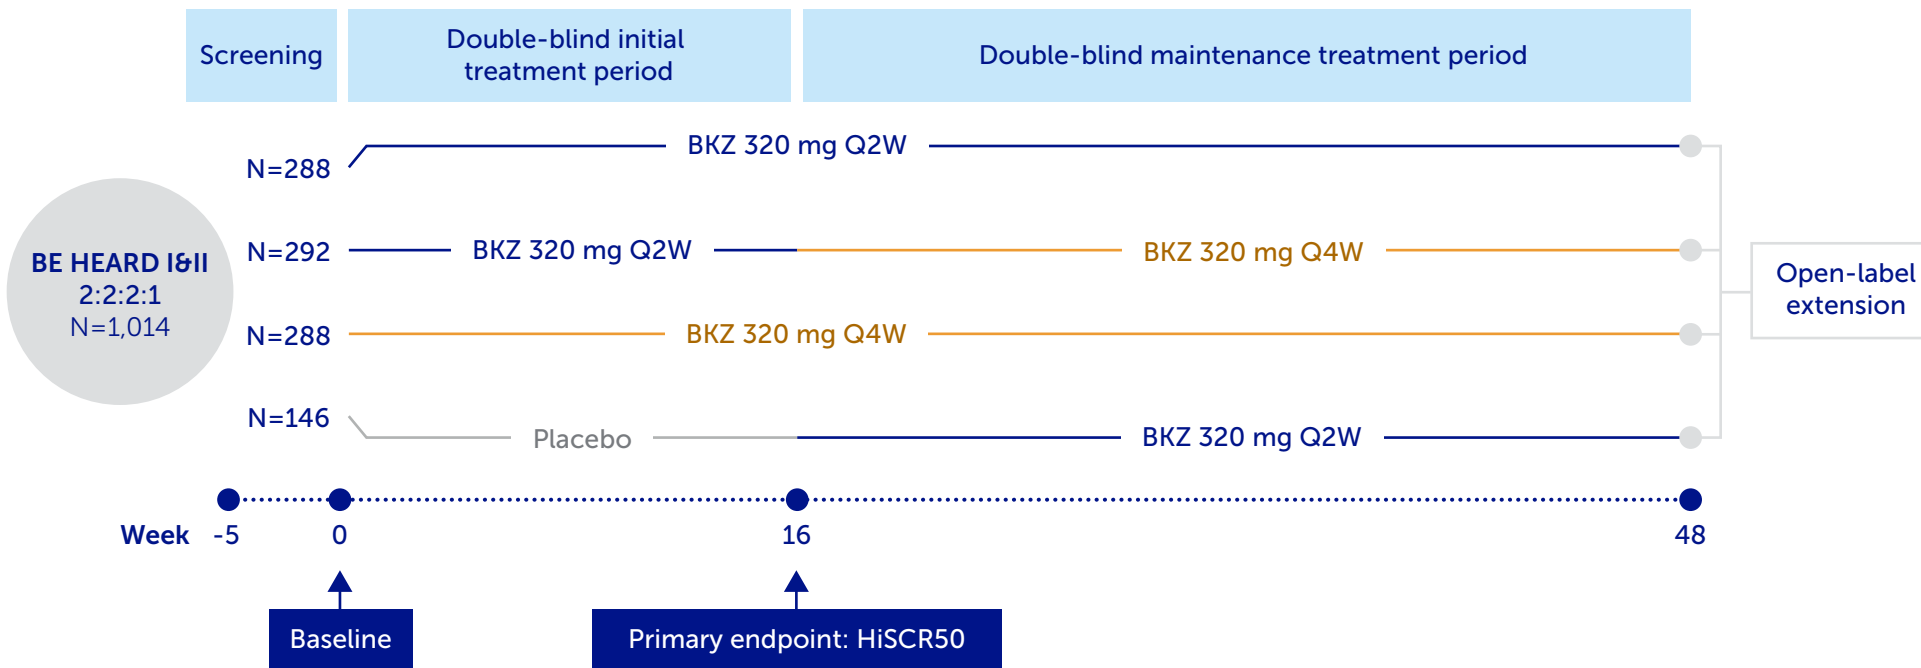 Screening
Double-blind initial
treatment period
Double-blind maintenance treatment period
BE HEARD I&II
2:2:2:1
N=1,014
N=288
BKZ 320 mg Q2W
N=292
BKZ 320 mg Q2W
BKZ 320 mg Q4W
N=288
BKZ 320 mg Q4W
N=146
Placebo
BKZ 320 mg Q2W
Open-label
extension
Week -5 0 16 48
Baseline
Primary endpoint: HiSCR50